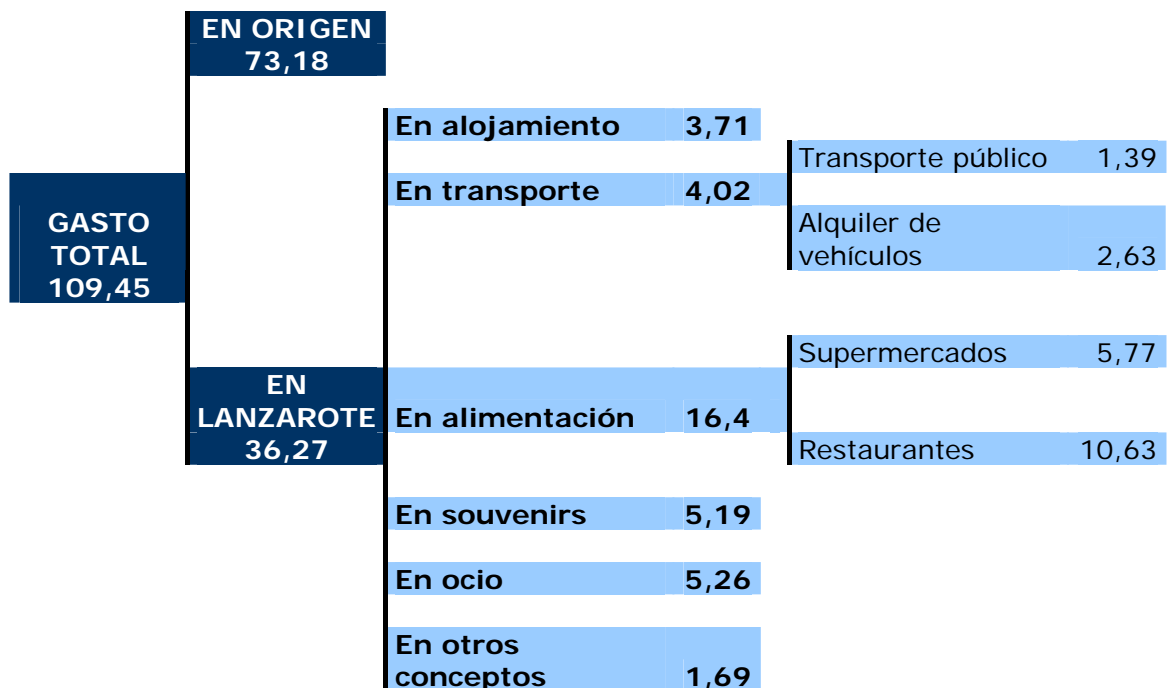 EN ORIGEN
73,18
En alojamiento 3,71
Transporte público 1,39
En transporte 4,02
GASTO
TOTAL
109,45
Alquiler de
vehículos 2,63
Supermercados 5,77
EN
LANZAROTE
36,27
En alimentación 16,4
Restaurantes 10,63
En souvenirs 5,19
En ocio 5,26
En otros
conceptos 1,69